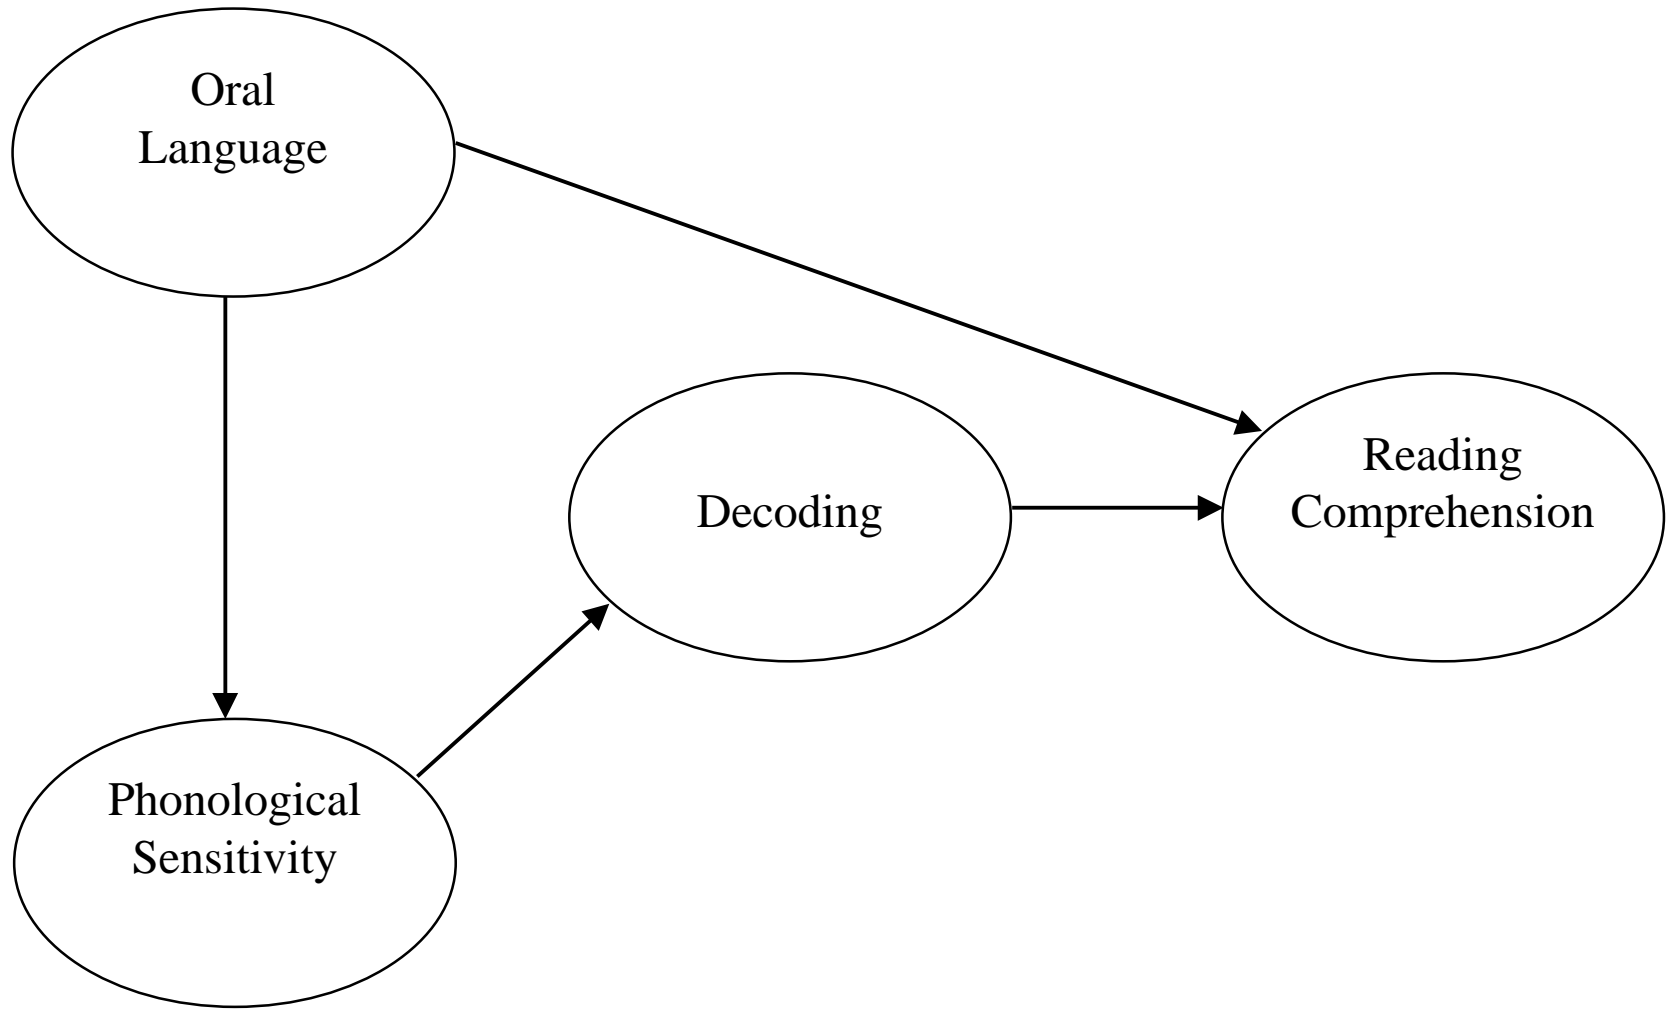 Oral
Language
Decoding
Reading
Comprehension
Phonological
Sensitivity